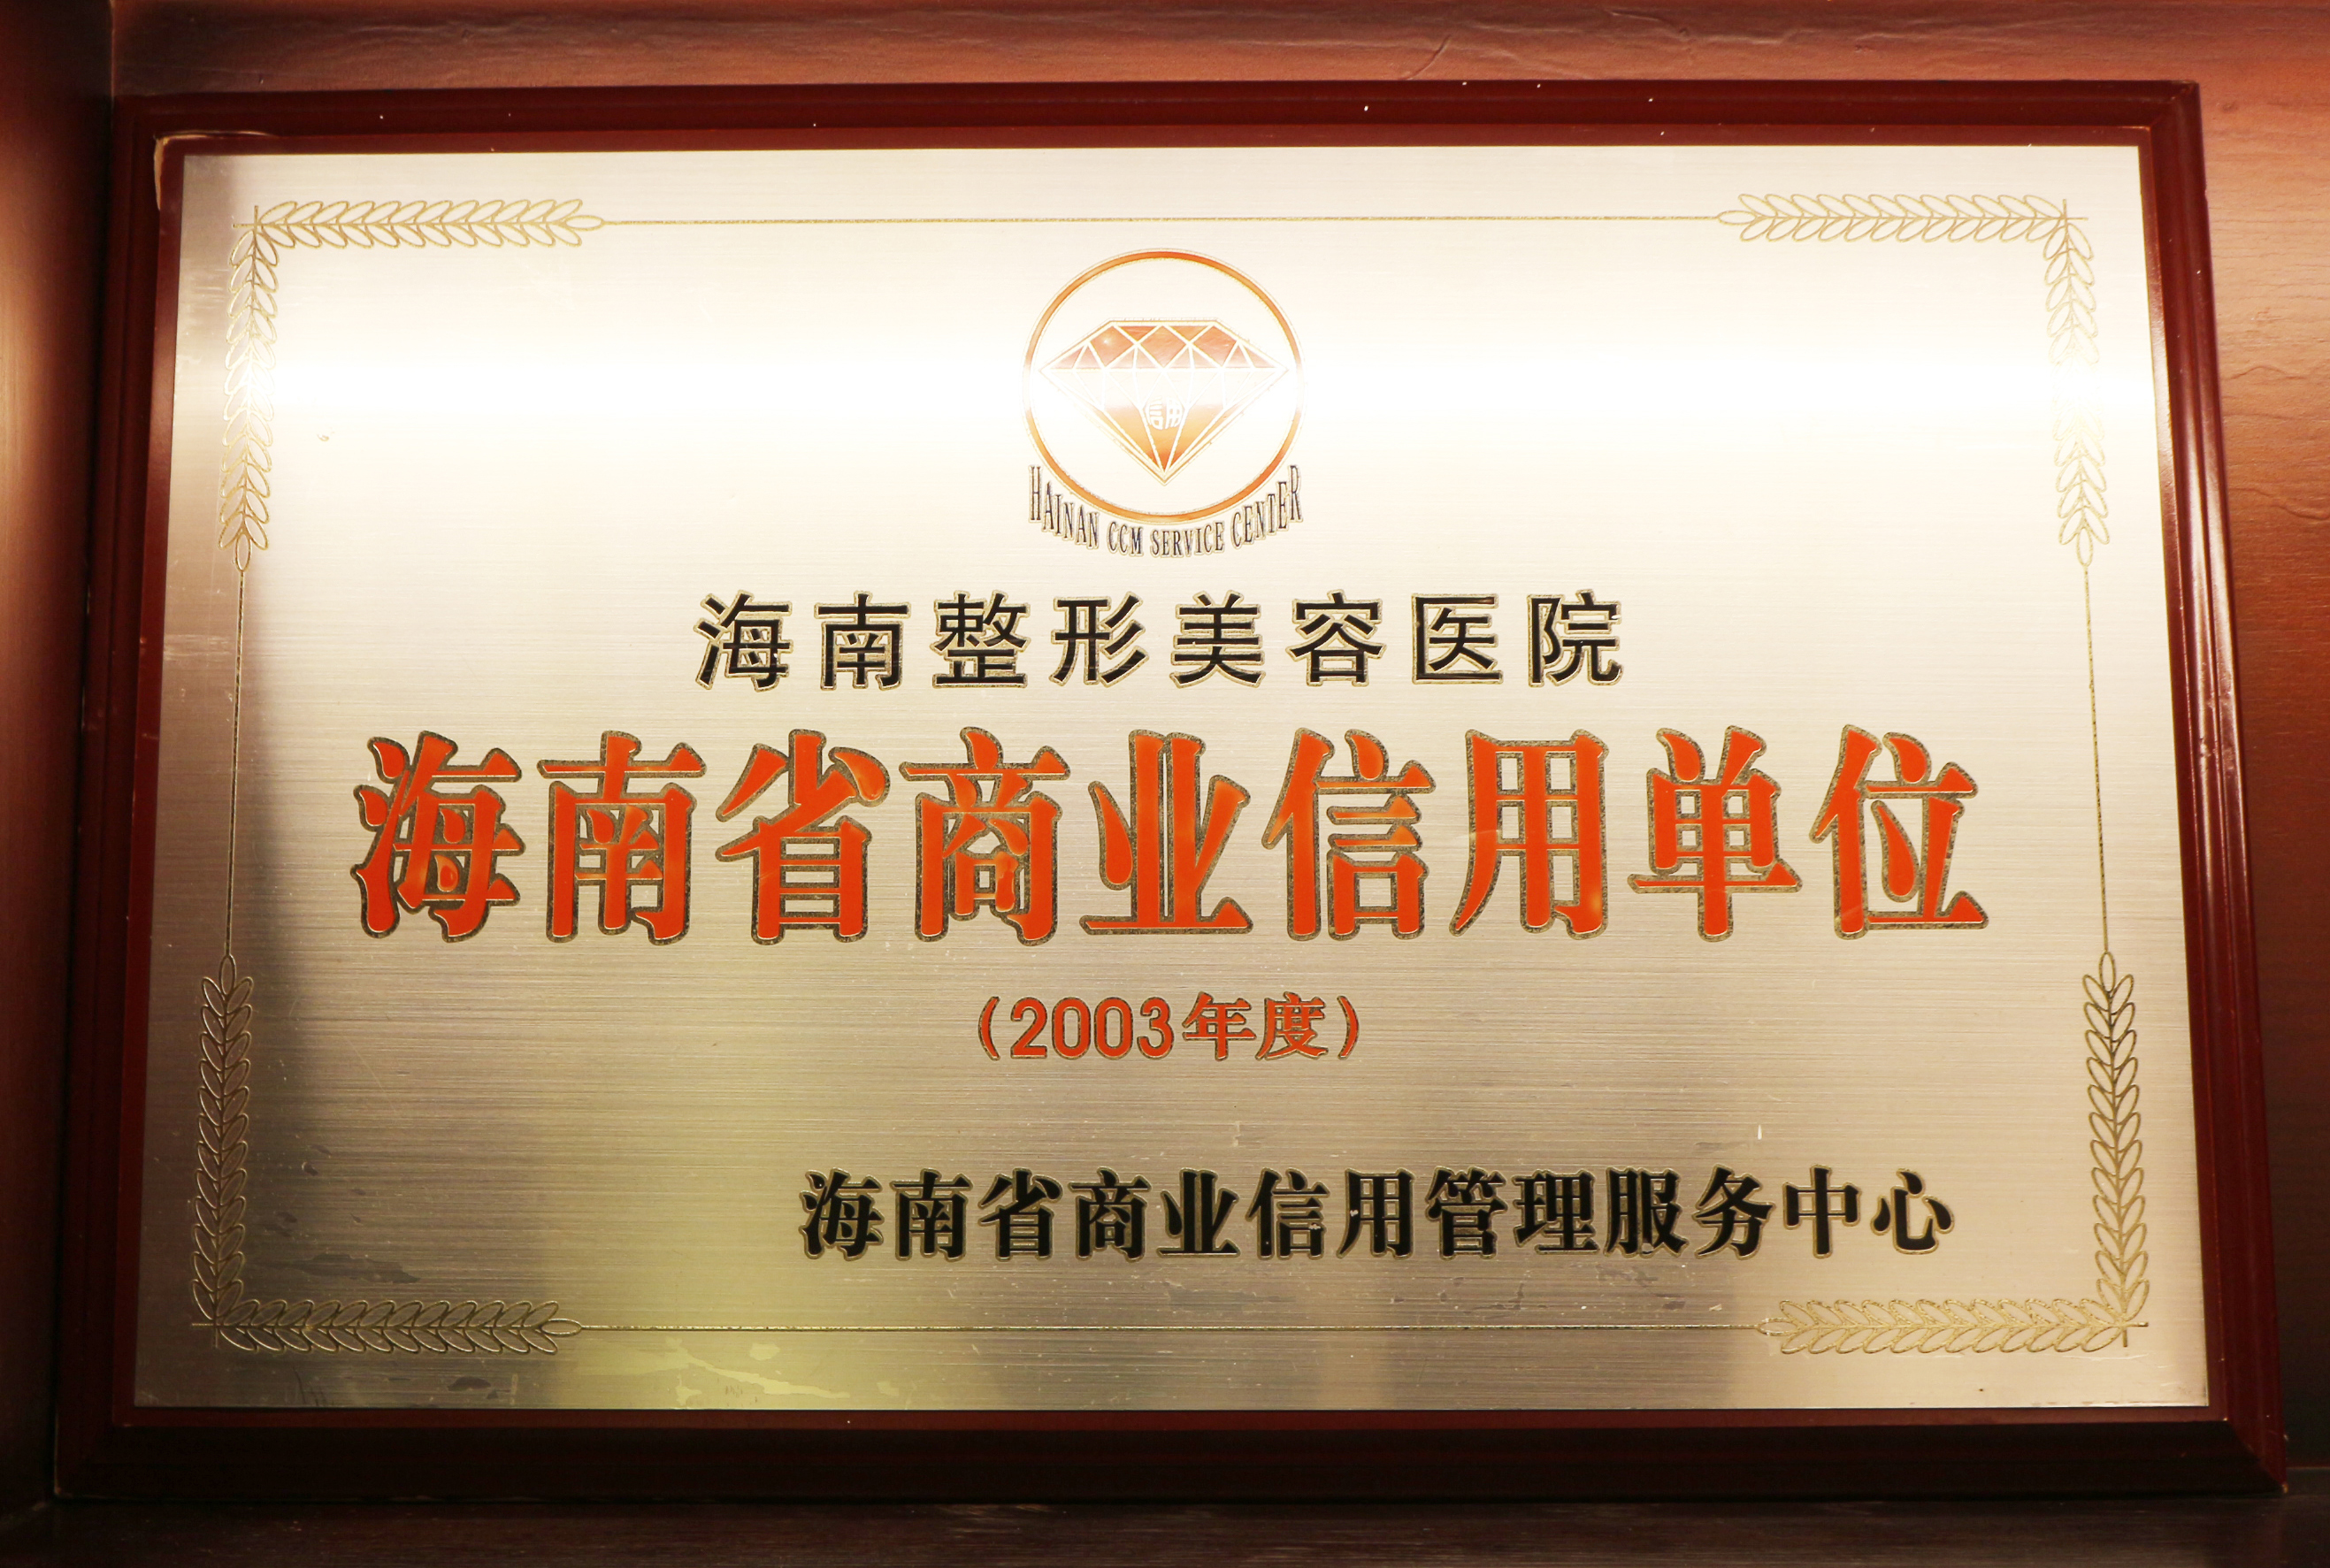 信用
HAINAN CCM SERVICE CENTER
海南整形美容医院
海南省商业信用单位
(2003年度)
海南省商业信用管理服务中心